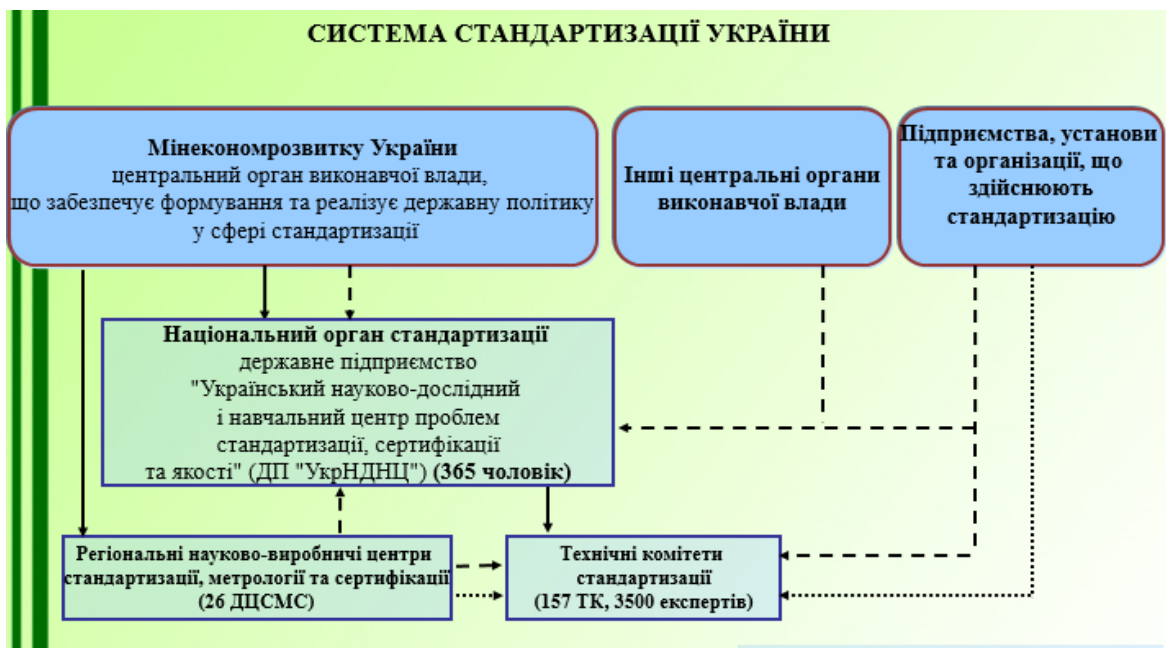 СИСТЕМА СТАНДАРТИЗАЦІЇ УКРАЇНИ
Мінекономрозвитку України
центральний орган виконавчої влади,
що забезпечує формування та реалізує державну політику
у сфері стандартизації
Інші центральні органи
виконавчої влади
Підприємства, установи
та організації, що
здійснюють
стандартизацію
Національний орган стандартизації
державне підприємство
"Український науково-дослідний
і навчальний центр проблем
стандартизації, сертифікації
та якості" (ДП "УкрНДНЦ") (365 чоловік)
Регіональні науково-виробничі центри
стандартизації, метрології та сертифікації
(26 ДЦСМС)
Технічні комітети
стандартизації
(157 ТК, 3500 експертів)